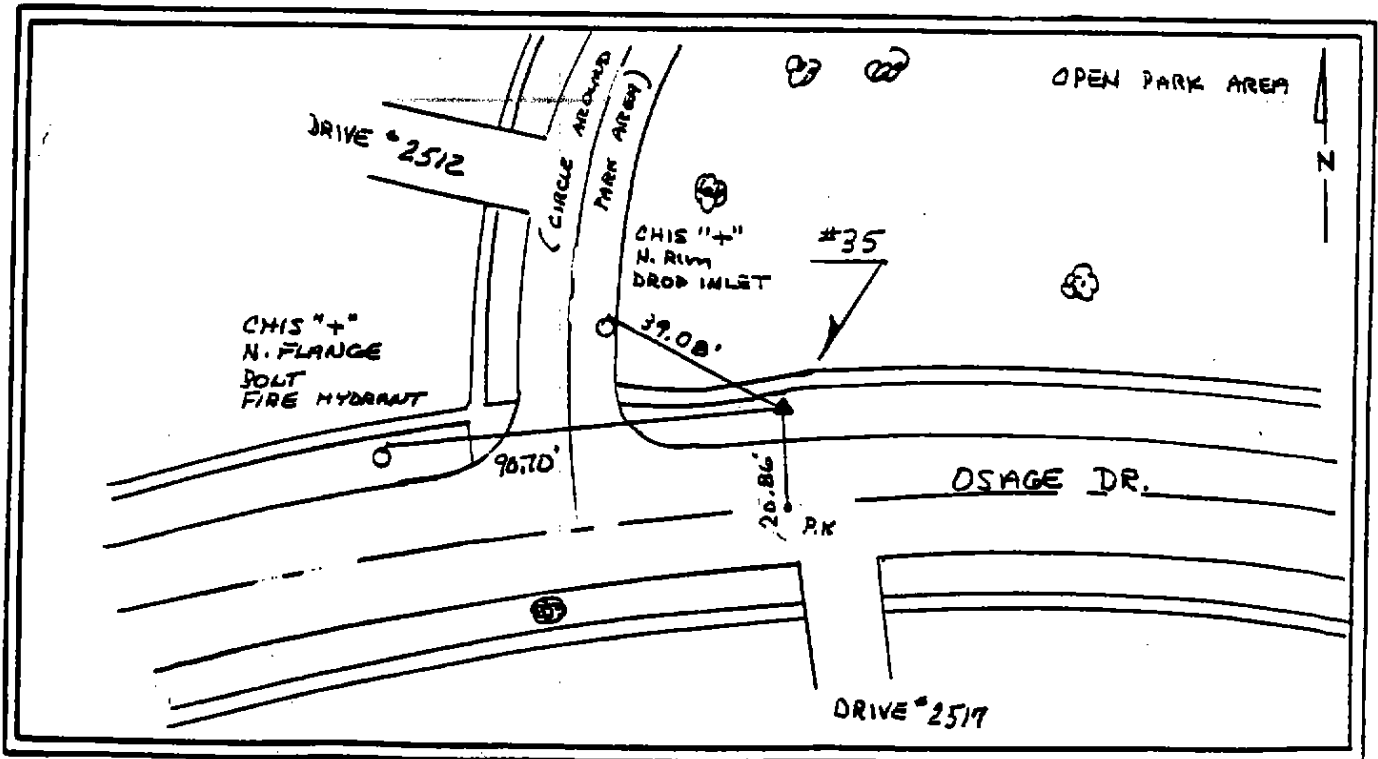 OPEN PARK AREA
N
DRIVE #2512
(CIRCLE AROUND
PARK AREA)
CHIS "+"
N. RIM
DROP INLET
#35
39.08'
CHIS "+"
N. FLANGE
BOLT
FIRE HYDRANT
90.70'
20.86'
P.K
OSAGE DR.
DRIVE #2517